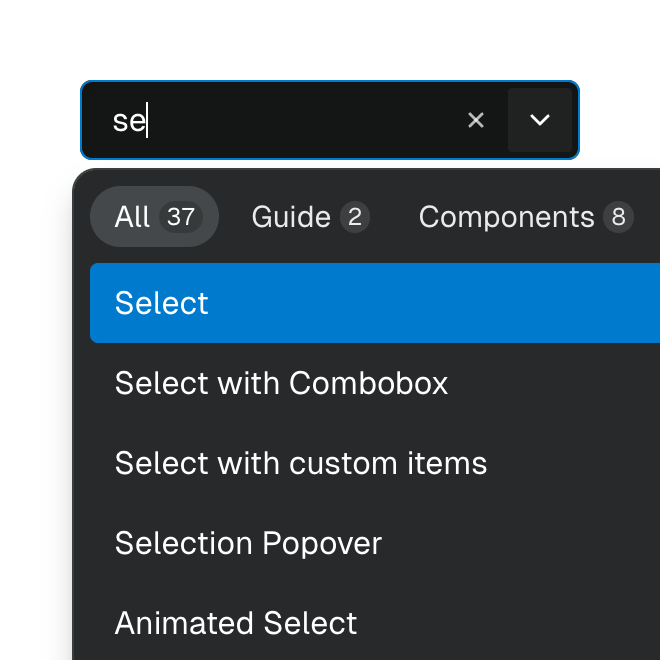 se
All 37 Guide 2 Components 8
Select
Select with Combobox
Select with custom items
Selection Popover
Animated Select